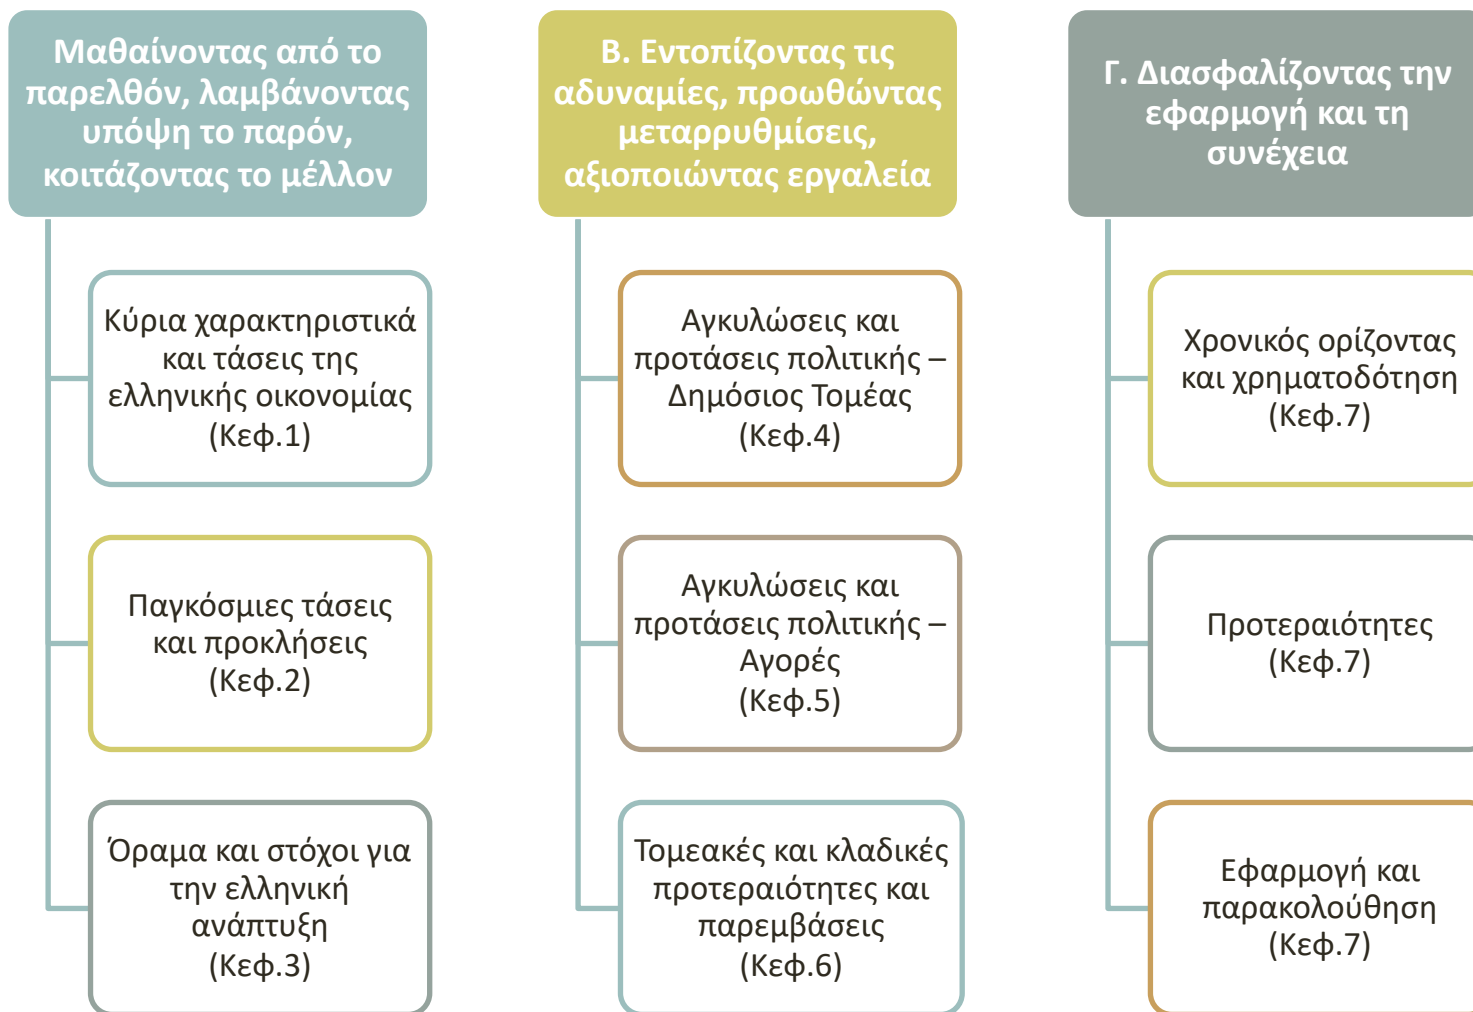 Μαθαίνοντας από το
παρελθόν, λαμβάνοντας
υπόψη το παρόν,
κοιτάζοντας το μέλλον
Κύρια χαρακτηριστικά
και τάσεις της
ελληνικής οικονομίας
(Κεφ.1)
Παγκόσμιες τάσεις
και προκλήσεις
(Κεφ.2)
Όραμα και στόχοι για
την ελληνική
ανάπτυξη
(Κεφ.3)
Β. Εντοπίζοντας τις
αδυναμίες, προωθώντας
μεταρρυθμίσεις,
αξιοποιώντας εργαλεία
Αγκυλώσεις και
προτάσεις πολιτικής –
Δημόσιος Τομέας
(Κεφ.4)
Αγκυλώσεις και
προτάσεις πολιτικής –
Αγορές
(Κεφ.5)
Τομεακές και κλαδικές
προτεραιότητες και
παρεμβάσεις
(Κεφ.6)
Γ. Διασφαλίζοντας την
εφαρμογή και τη
συνέχεια
Χρονικός ορίζοντας
και χρηματοδότηση
(Κεφ.7)
Προτεραιότητες
(Κεφ.7)
Εφαρμογή και
παρακολούθηση
(Κεφ.7)